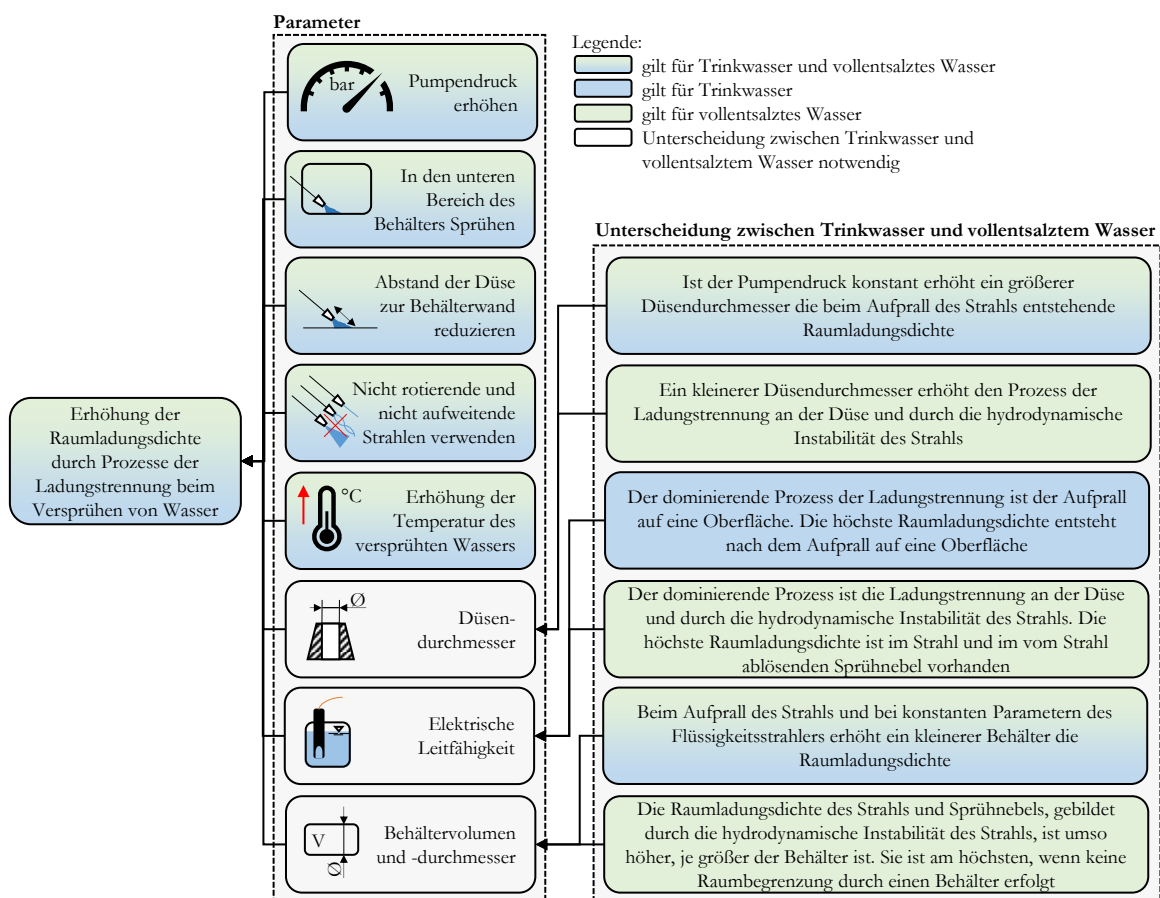 Parameter
Legende:
gilt für Trinkwasser und vollentsalztes Wasser
gilt für Trinkwasser
gilt für vollentsalztes Wasser
Unterscheidung zwischen Trinkwasser und
vollentsalztem Wasser notwendig
bar
Pumpendruck
erhöhen
In den unteren
Bereich des
Behälters Sprühen
Abstand der Düse
zur Behälterwand
reduzieren
Nicht rotierende und
nicht aufweitende
Strahlen verwenden
°C
Erhöhung der
Temperatur des
versprühten Wassers
Ø
Düsen-
durchmesser
Elektrische
Leitfähigkeit
V
Ø
Behältervolumen
und -durchmesser
Erhöhung der
Raumladungsdichte
durch Prozesse der
Ladungstrennung beim
Versprühen von Wasser
Unterscheidung zwischen Trinkwasser und vollentsalztem Wasser
Ist der Pumpendruck konstant erhöht ein größerer
Düsendurchmesser die beim Aufprall des Strahls entstehende
Raumladungsdichte
Ein kleinerer Düsendurchmesser erhöht den Prozess der
Ladungstrennung an der Düse und durch die hydrodynamische
Instabilität des Strahls
Der dominierende Prozess der Ladungstrennung ist der Aufprall
auf eine Oberfläche. Die höchste Raumladungsdichte entsteht
nach dem Aufprall auf eine Oberfläche
Der dominierende Prozess ist die Ladungstrennung an der Düse
und durch die hydrodynamische Instabilität des Strahls. Die
höchste Raumladungsdichte ist im Strahl und im vom Strahl
ablösenden Sprühnebel vorhanden
Beim Aufprall des Strahls und bei konstanten Parametern des
Flüssigkeitsstrahlers erhöht ein kleinerer Behälter die
Raumladungsdichte
Die Raumladungsdichte des Strahls und Sprühnebels, gebildet
durch die hydrodynamische Instabilität des Strahls, ist umso
höher, je größer der Behälter ist. Sie ist am höchsten, wenn keine
Raumbegrenzung durch einen Behälter erfolgt